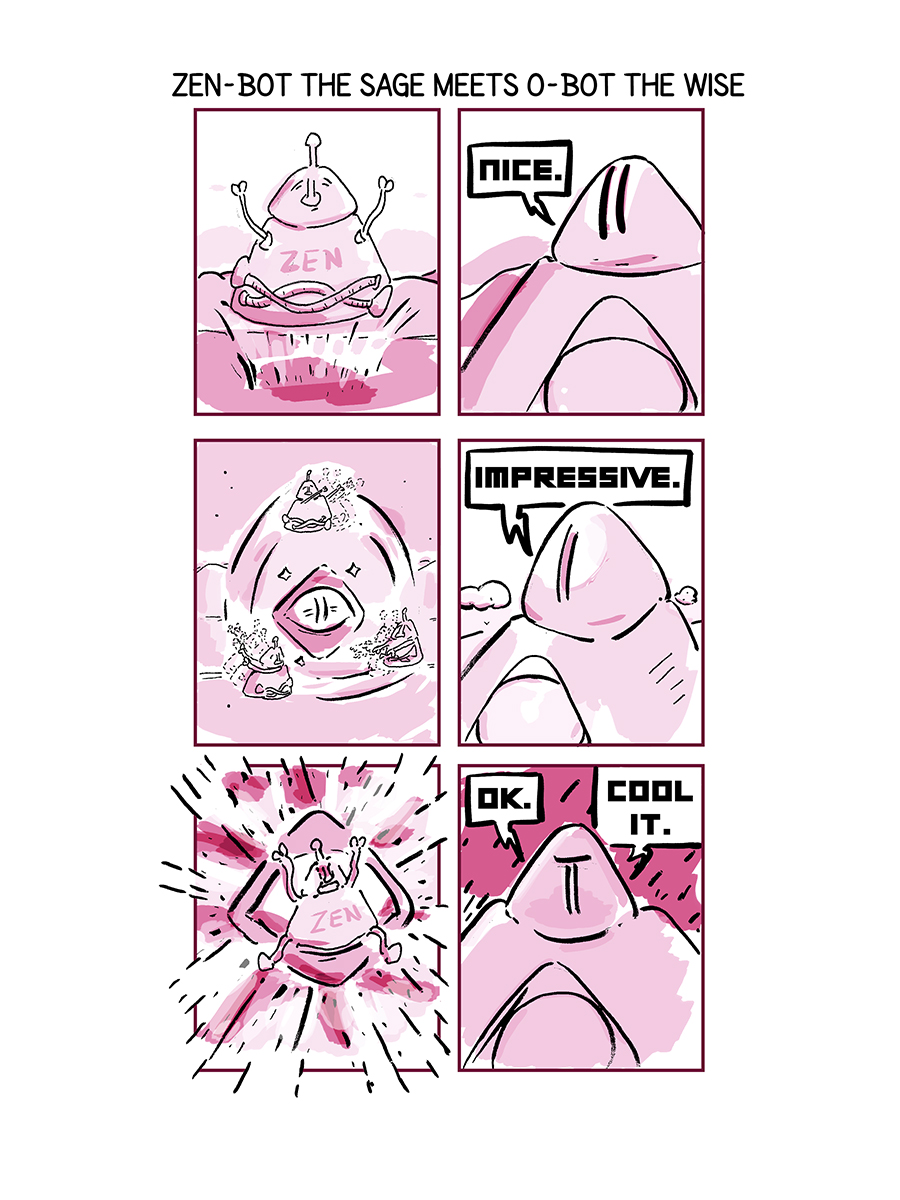 ZEN-BOT THE SAGE MEETS O-BOT THE WISE
ZEN
NICE.
IMPRESSIVE.
ZEN
OK.
COOL
IT.